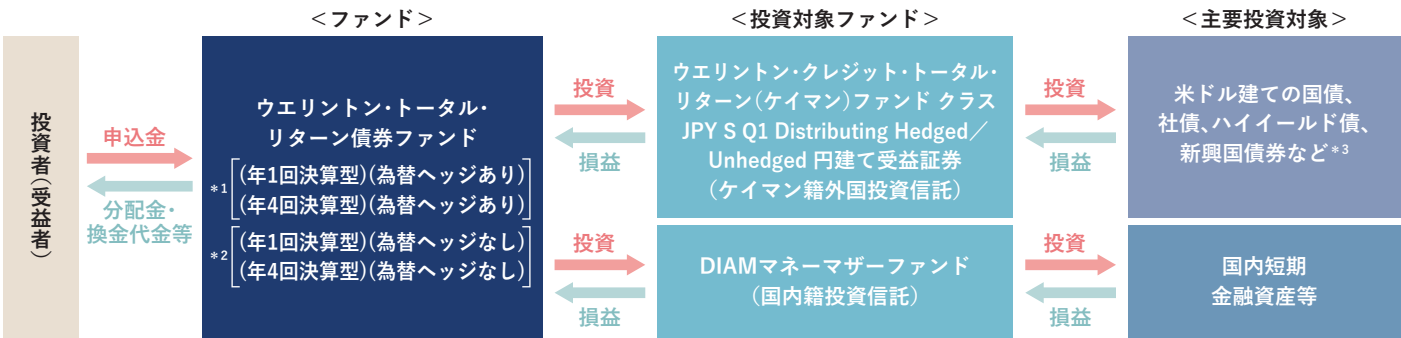 ＜ファンド＞
＜投資対象ファンド＞
＜主要投資対象＞
投資者（受益者）
申込金
分配金・
換金代金等
ウエリントン・トータル・
リターン債券ファンド
*1
(年1回決算型)(為替ヘッジあり)
(年4回決算型)(為替ヘッジあり)
*2
(年1回決算型)(為替ヘッジなし)
(年4回決算型)(為替ヘッジなし)
投資
損益
ウエリントン・クレジット・トータル・
リターン（ケイマン）ファンド クラス
JPY S Q1 Distributing Hedged／
Unhedged 円建て受益証券
（ケイマン籍外国投資信託）
投資
損益
米ドル建ての国債、
社債、ハイイールド債、
新興国債券など*3
投資
損益
DIAMマネーマザーファンド
（国内籍投資信託）
投資
損益
国内短期
金融資産等